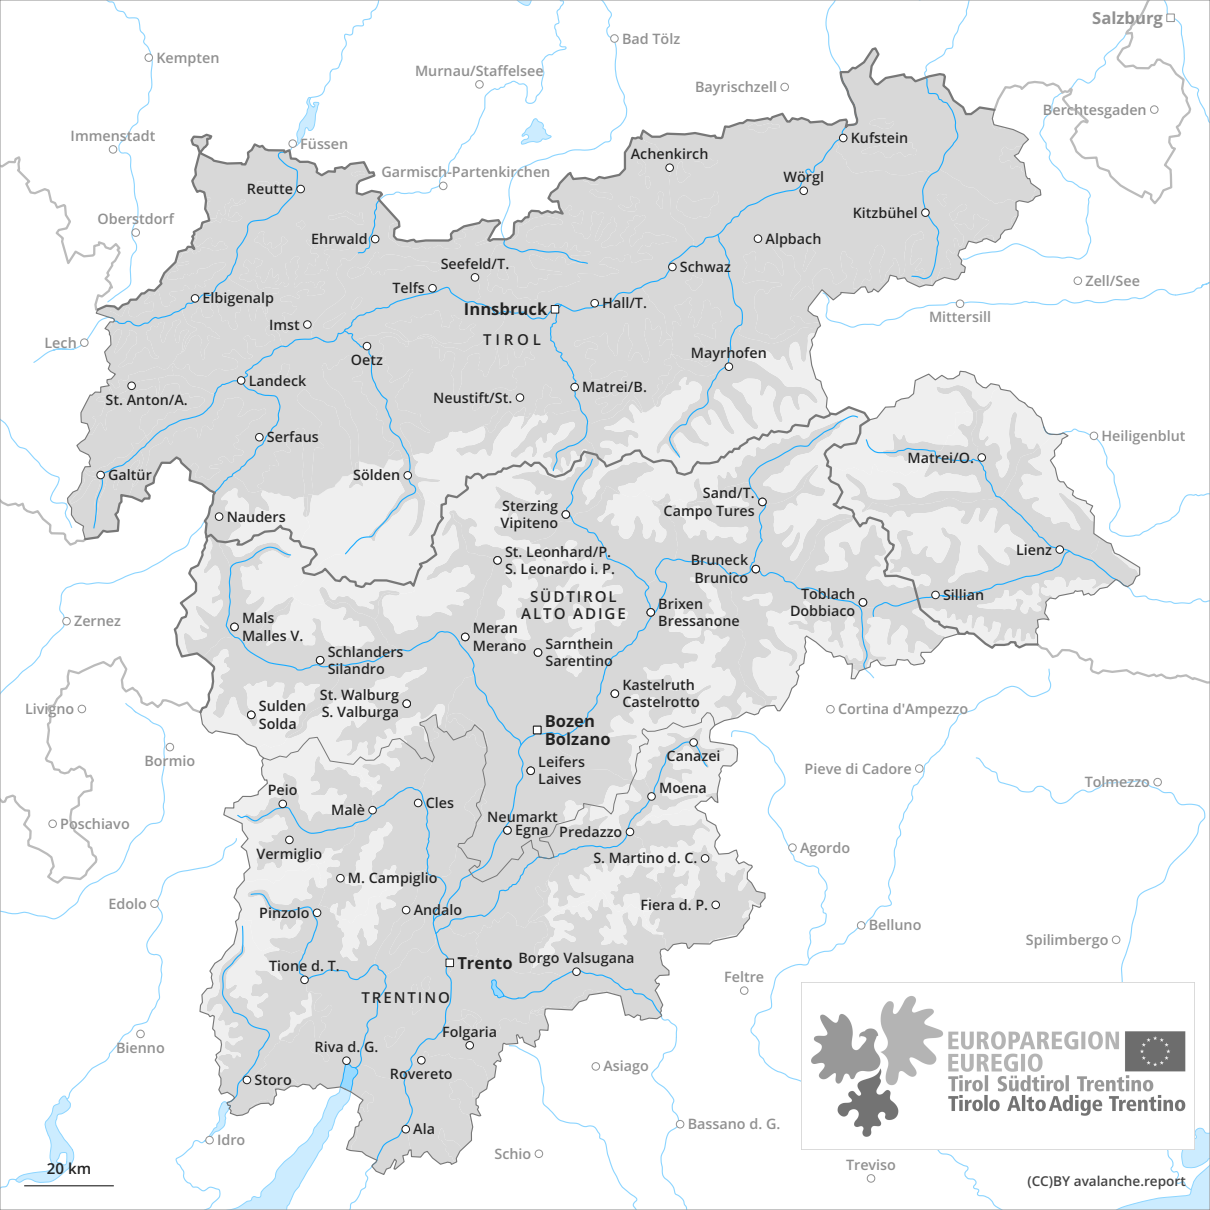 Salzburg
Bad Tölz
Kempten
Murnau/Staffelsee
Bayrischzell
Berchtesgaden
Immenstadt
Füssen
Kufstein
Achenkirch
Garmisch-Partenkirchen
Wörgl
Reutte
Oberstdorf
Kitzbühel
Ehrwald
Alpbach
Seefeld/T.
Schwaz
Zell/See
Telfs
Elbigenalp
Hall/T.
Innsbruck
Mittersill
Imst
TIROL
Lech
Mayrhofen
Oetz
Landeck
Matrei/B.
St. Anton/A.
Neustift/St.
Serfaus
Heiligenblut
Matrei/O.
Galtür
Sölden
Sand/T.
Campo Tures
Sterzing
Vipiteno
Nauders
Lienz
St. Leonhard/P.
S. Leonardo i. P.
Bruneck
Brunico
SÜDTIROL
ALTO ADIGE
Toblach
Dobbiaco
Sillian
Brixen
Bressanone
Zernez
Mals
Malles V.
Meran
Merano
Sarnthein
Sarentino
Schlanders
Silandro
Kastelruth
Castelrotto
St. Walburg
S. Valburga
Livigno
Sulden
Solda
Cortina d'Ampezzo
Bozen
Bolzano
Bormio
Canazei
Leifers
Laives
Pieve di Cadore
Tolmezzo
Peio
Moena
Malè
Cles
Neumarkt
Egna
Predazzo
Poschiavo
Vermiglio
Agordo
S. Martino d. C.
M. Campiglio
Edolo
Fiera d. P.
Pinzolo
Andalo
Belluno
Spilimbergo
Borgo Valsugana
Trento
Tione d. T.
Feltre
TRENTINO
Folgaria
Bienno
Riva d. G.
EUROPAREGION
EUREGIO
Tirol Südtirol Trentino
Tirolo Alto Adige Trentino
Asiago
Rovereto
Storo
Bassano d. G.
Ala
Idro
Schio
Treviso
20 km
(CC)BY avalanche.report